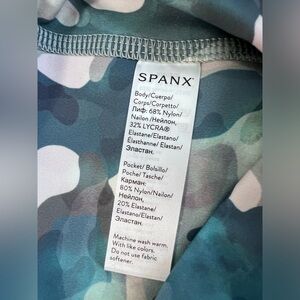 SPANX
Body/Cuerpo/
Corps/Corpetto/
Лиф: 68% Nylon/
Nailon /Нейлон,
32% LYCRA®
Elastane/Elastano/
Élasthanne/ Elastan/
Эластан.
Pocket/ Bolsillo/
Poche/ Tasche/
Карман:
80% Nylon/Nailon/
Нейлон,
20% Elastane/
Elastano/Elastan/
Эластан.
Machine wash warm.
With like colors.
Do not use fabric
softener.